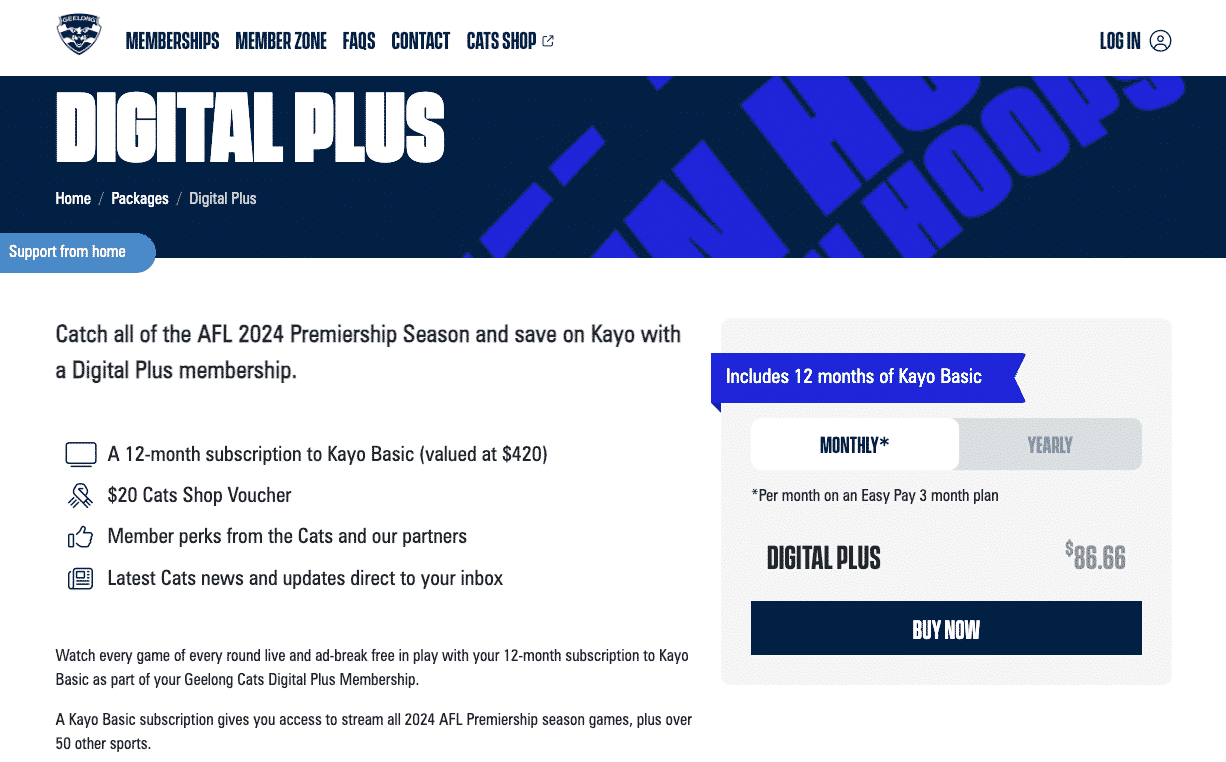 GEELONG
MEMBERSHIPS MEMBER ZONE FAQS CONTACT CATS SHOP
LOG IN
DIGITAL PLUS
Home / Packages / Digital Plus
Support from home
Catch all of the AFL 2024 Premiership Season and save on Kayo with
a Digital Plus membership.
A 12-month subscription to Kayo Basic (valued at $420)
$20 Cats Shop Voucher
Member perks from the Cats and our partners
Latest Cats news and updates direct to your inbox
Watch every game of every round live and ad-break free in play with your 12-month subscription to Kayo
Basic as part of your Geelong Cats Digital Plus Membership.
A Kayo Basic subscription gives you access to stream all 2024 AFL Premiership season games, plus over
50 other sports.
Includes 12 months of Kayo Basic
MONTHLY* YEARLY
*Per month on an Easy Pay 3 month plan
DIGITAL PLUS $86.66
BUY NOW